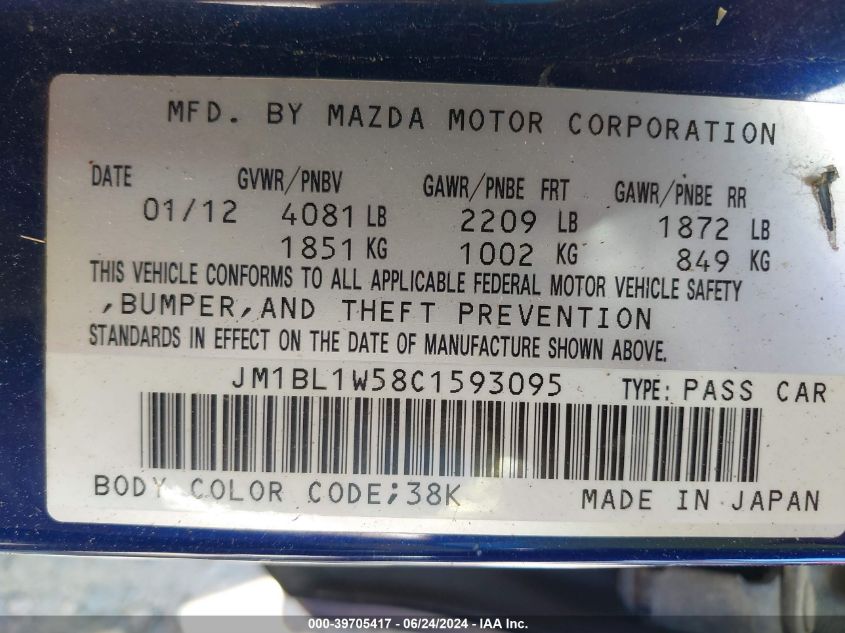 MFD. BY MAZDA MOTOR CORPORATION
DATE GVWR/PNBV GAWR/PNBE FRT GAWR/PNBE RR
01/12 4081 LB 2209 LB 1872 LB
1851 KG 1002 KG 849 KG
THIS VEHICLE CONFORMS TO ALL APPLICABLE FEDERAL MOTOR VEHICLE SAFETY
,BUMPER,AND THEFT PREVENTION
STANDARDS IN EFFECT ON THE DATE OF MANUFACTURE SHOWN ABOVE.
JM1BL1W58C1593095 TYPE: PASS CAR
BODY COLOR CODE;38K MADE IN JAPAN
000-39705417 - 06/24/2024 - IAA Inc.